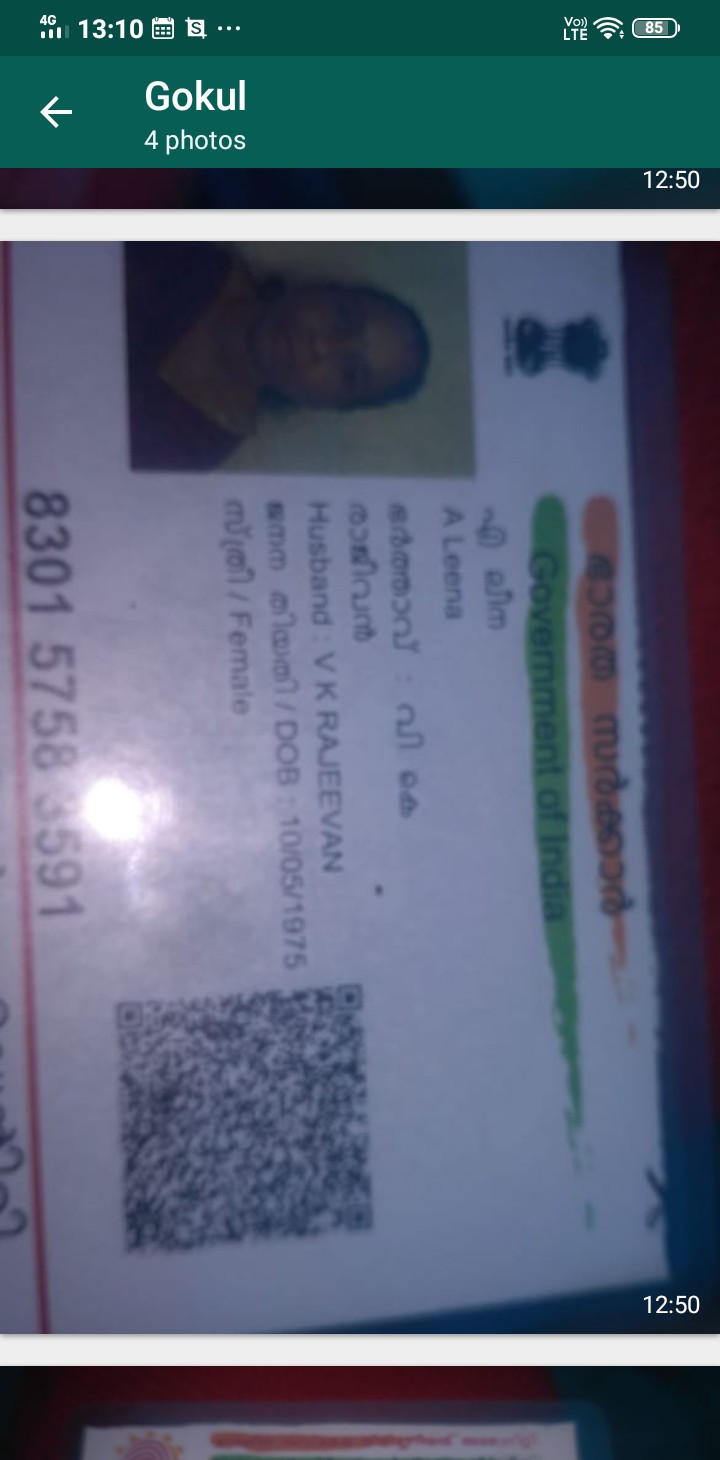 4G 13:10 Vo)) LTE 85
Gokul
4 photos
12:50
ഭാരത സർക്കാർ
Government of India
എ ലീന
A Leena
ഭർത്താവ് : വി കെ
രാജീവൻ
Husband : V K RAJEEVAN
ജനന തിയതി / DOB : 10/05/1975
സ്ത്രീ / Female
8301 5758
12:50